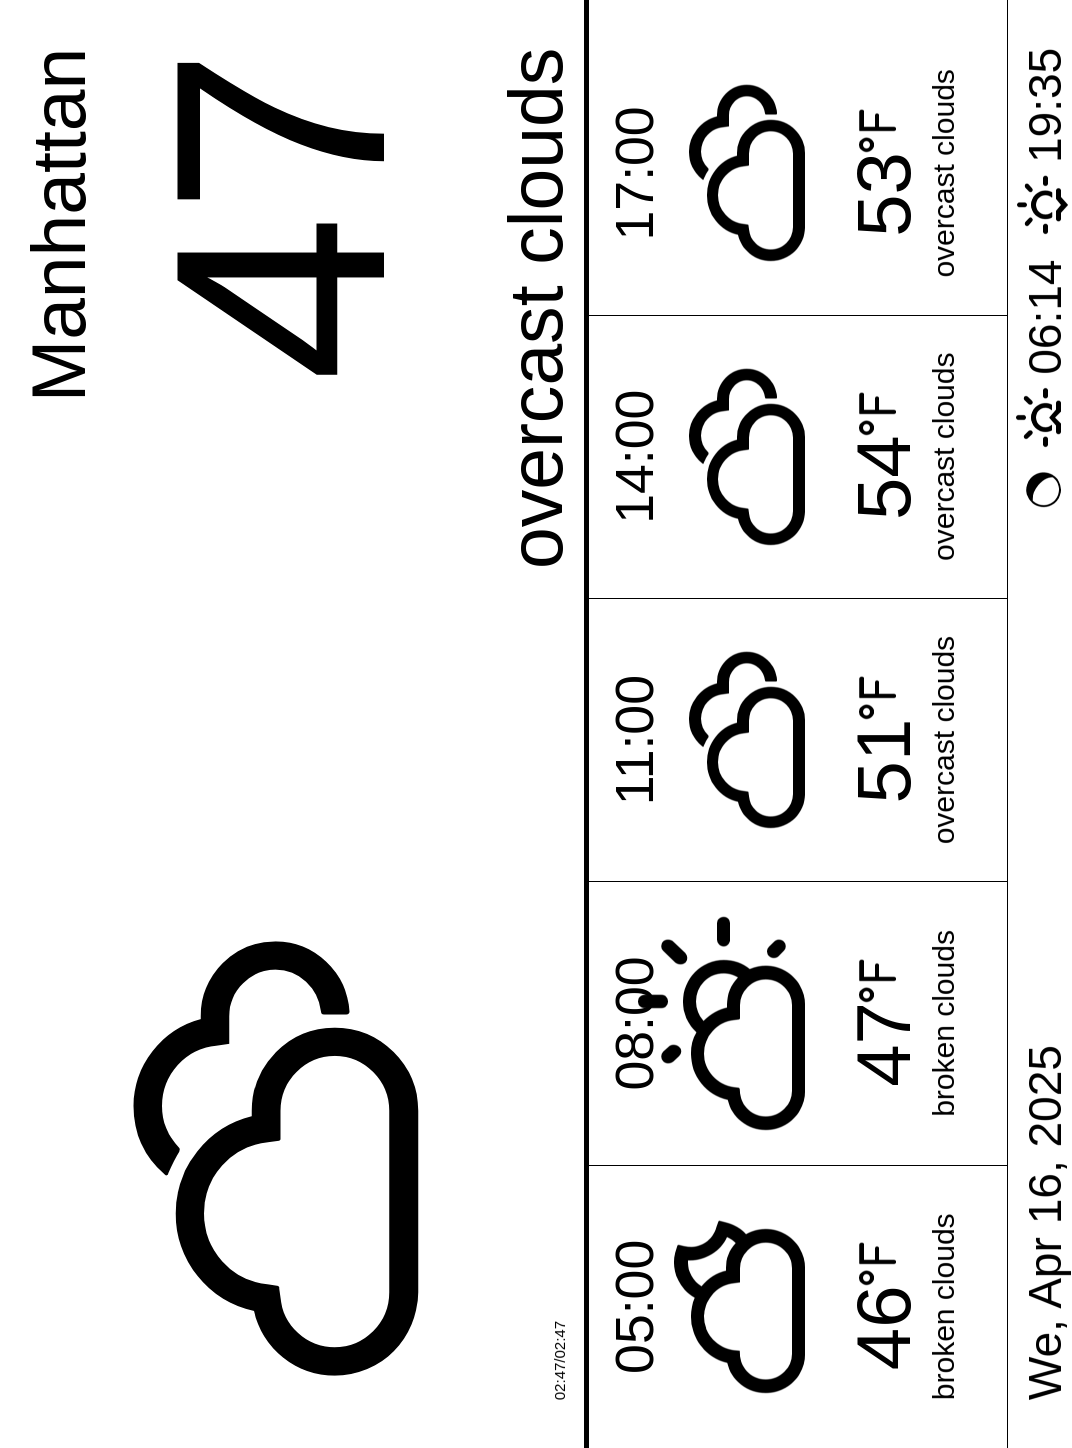 Manhattan
47
overcast clouds
02:47/02:47
05:00 08:00 11:00 14:00 17:00
46°F 47°F 51°F 54°F 53°F
broken clouds broken clouds overcast clouds overcast clouds overcast clouds
We, Apr 16, 2025 06:14 19:35